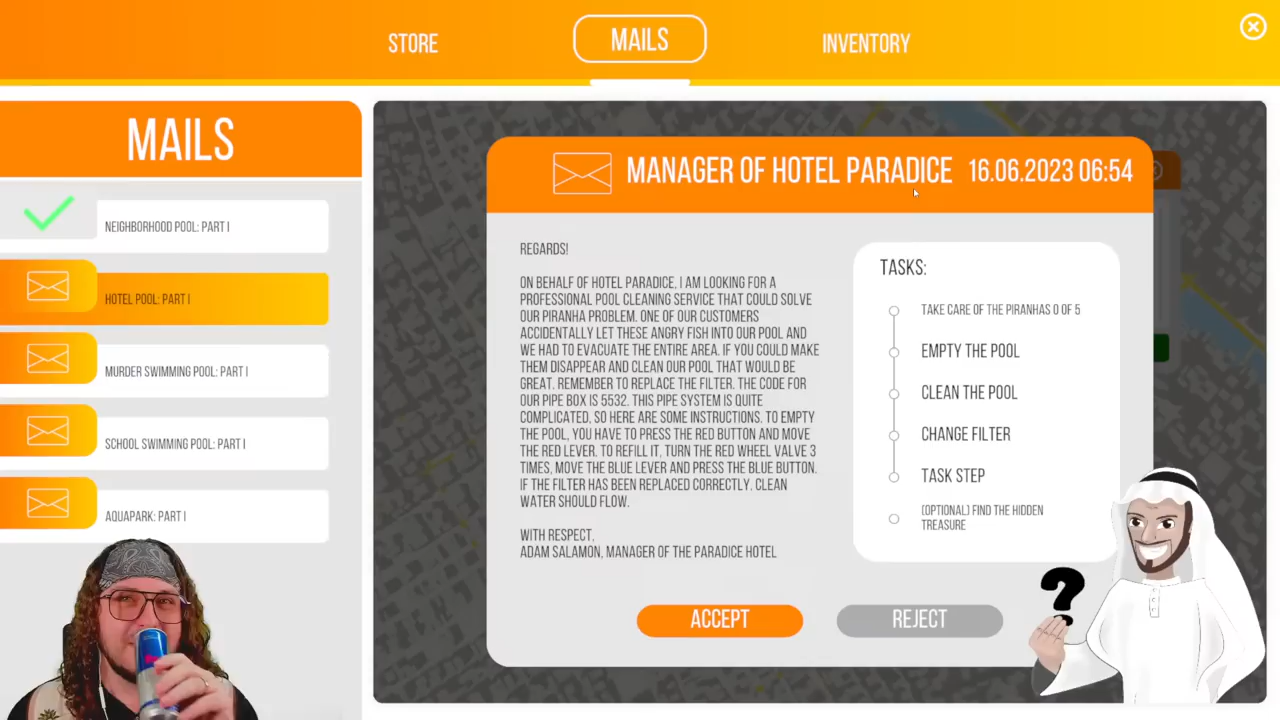 STORE
MAILS
INVENTORY
MAILS
NEIGHBORHOOD POOL: PART I
HOTEL POOL: PART I
MURDER SWIMMING POOL: PART I
SCHOOL SWIMMING POOL: PART I
AQUAPARK: PART I
MANAGER OF HOTEL PARADICE 16.06.2023 06:54
REGARDS!
ON BEHALF OF HOTEL PARADICE, I AM LOOKING FOR A
PROFESSIONAL POOL CLEANING SERVICE THAT COULD SOLVE
OUR PIRANHA PROBLEM. ONE OF OUR CUSTOMERS
ACCIDENTALLY LET THESE ANGRY FISH INTO OUR POOL AND
WE HAD TO EVACUATE THE ENTIRE AREA. IF YOU COULD MAKE
THEM DISAPPEAR AND CLEAN OUR POOL THAT WOULD BE
GREAT. REMEMBER TO REPLACE THE FILTER. THE CODE FOR
OUR PIPE BOX IS 5532. THIS PIPE SYSTEM IS QUITE
COMPLICATED, SO HERE ARE SOME INSTRUCTIONS. TO EMPTY
THE POOL, YOU HAVE TO PRESS THE RED BUTTON AND MOVE
THE RED LEVER. TO REFILL IT, TURN THE RED WHEEL VALVE 3
TIMES, MOVE THE BLUE LEVER AND PRESS THE BLUE BUTTON.
IF THE FILTER HAS BEEN REPLACED CORRECTLY. CLEAN
WATER SHOULD FLOW.
WITH RESPECT,
ADAM SALAMON, MANAGER OF THE PARADICE HOTEL
TASKS:
TAKE CARE OF THE PIRANHAS 0 OF 5
EMPTY THE POOL
CLEAN THE POOL
CHANGE FILTER
TASK STEP
(OPTIONAL) FIND THE HIDDEN
TREASURE
ACCEPT
REJECT
?